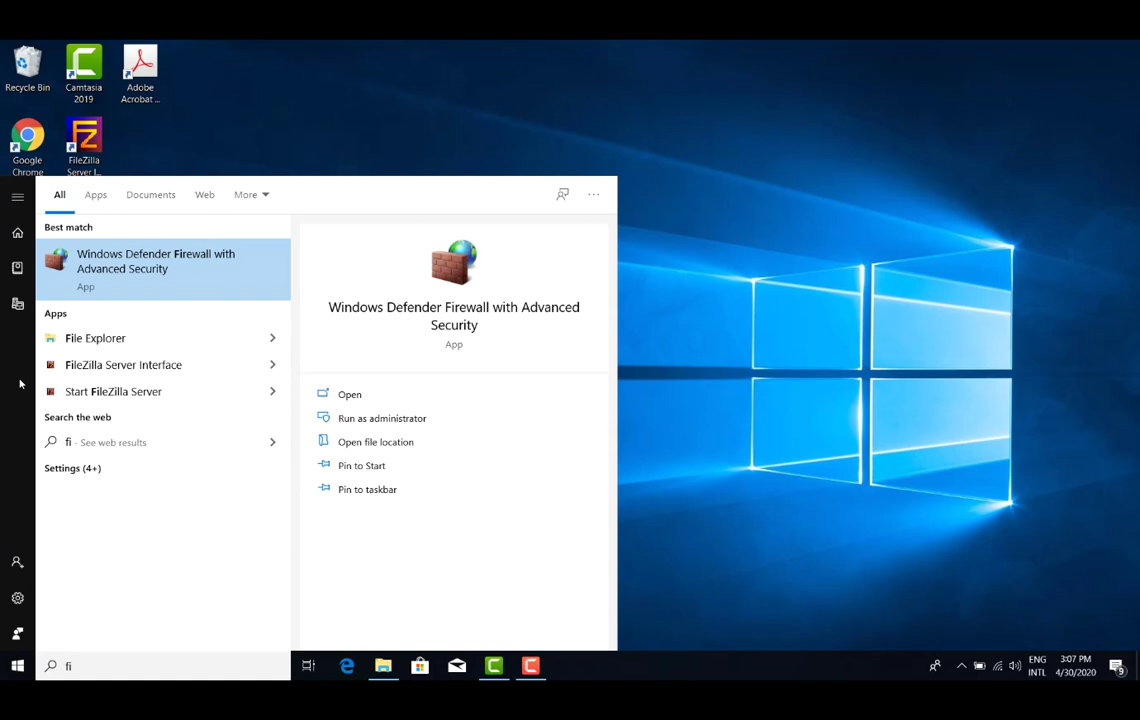 Recycle Bin
Camtasia
2019
Adobe
Acrobat ...
Google
Chrome
FileZilla
Server I...
All
Apps
Documents
Web
More
Best match
Windows Defender Firewall with
Advanced Security
App
Apps
File Explorer
FileZilla Server Interface
Start FileZilla Server
Search the web
fi - See web results
Settings (4+)
Windows Defender Firewall with Advanced
Security
App
Open
Run as administrator
Open file location
Pin to Start
Pin to taskbar
fi
ENG
INTL
3:07 PM
4/30/2020
9